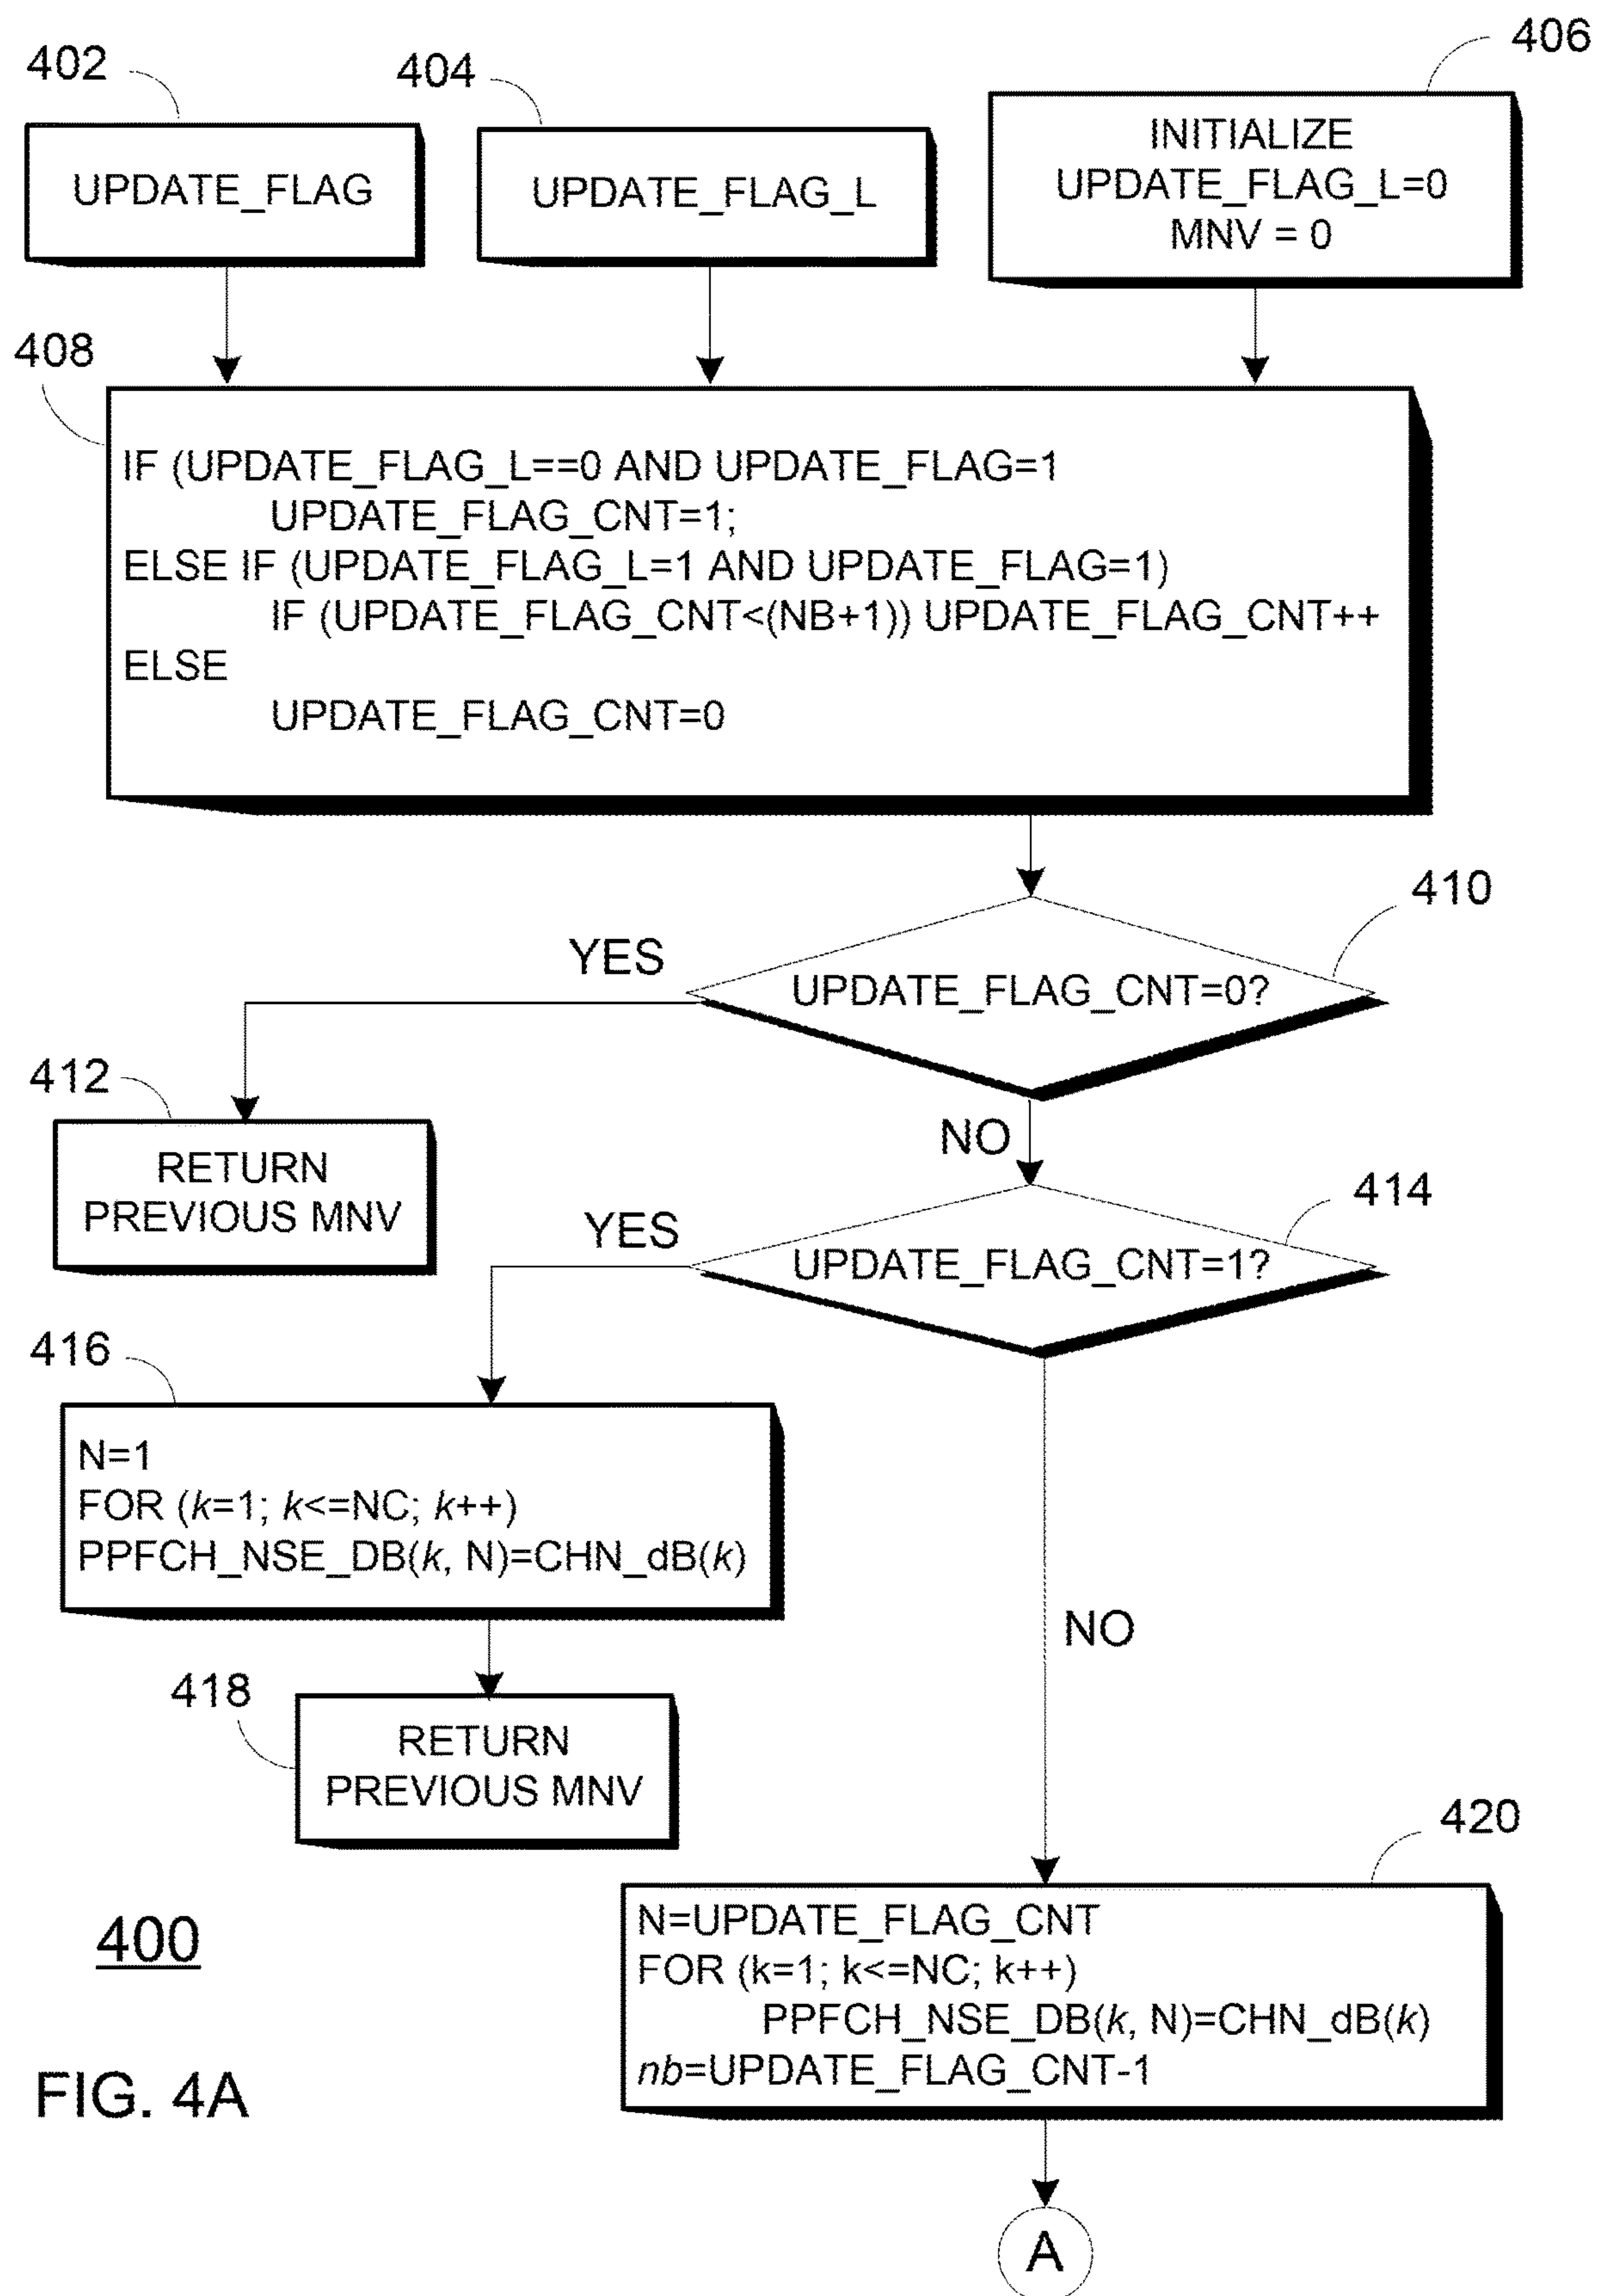 402
404
406
UPDATE_FLAG
UPDATE_FLAG_L
INITIALIZE
UPDATE_FLAG_L=0
MNV = 0
408
IF (UPDATE_FLAG_L==0 AND UPDATE_FLAG=1
UPDATE_FLAG_CNT=1;
ELSE IF (UPDATE_FLAG_L=1 AND UPDATE_FLAG=1)
IF (UPDATE_FLAG_CNT<(NB+1)) UPDATE_FLAG_CNT++
ELSE
UPDATE_FLAG_CNT=0
410
YES
UPDATE_FLAG_CNT=0?
412
NO
RETURN
PREVIOUS MNV
414
YES
UPDATE_FLAG_CNT=1?
416
N=1
FOR (k=1; k<=NC; k++)
PPFCH_NSE_DB(k, N)=CHN_dB(k)
NO
418
RETURN
PREVIOUS MNV
420
N=UPDATE_FLAG_CNT
FOR (k=1; k<=NC; k++)
PPFCH_NSE_DB(k, N)=CHN_dB(k)
nb=UPDATE_FLAG_CNT-1
400
FIG. 4A
A